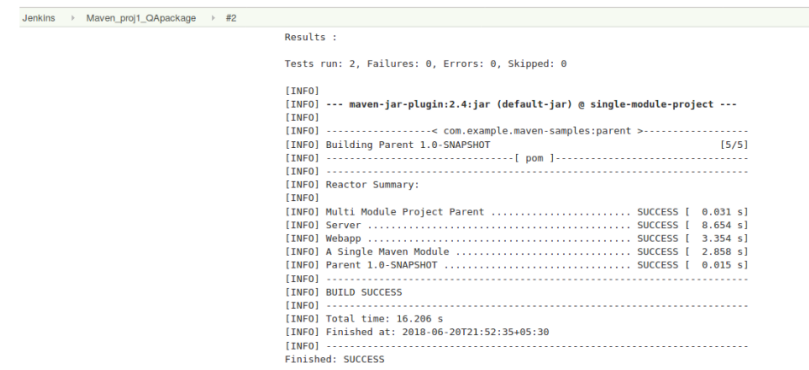 Jenkins › Maven_proj1_QApackage › #2
Results :
Tests run: 2, Failures: 0, Errors: 0, Skipped: 0
[INFO]
[INFO] --- maven-jar-plugin:2.4:jar (default-jar) @ single-module-project ---
[INFO]
[INFO] ------------------< com.example.maven-samples:parent >------------------
[INFO] Building Parent 1.0-SNAPSHOT [5/5]
[INFO] --------------------------------[ pom ]---------------------------------
[INFO] ------------------------------------------------------------------------
[INFO] Reactor Summary:
[INFO]
[INFO] Multi Module Project Parent ........................ SUCCESS [  0.031 s]
[INFO] Server ............................................. SUCCESS [  8.654 s]
[INFO] Webapp ............................................. SUCCESS [  3.354 s]
[INFO] A Single Maven Module .............................. SUCCESS [  2.858 s]
[INFO] Parent 1.0-SNAPSHOT ................................ SUCCESS [  0.015 s]
[INFO] ------------------------------------------------------------------------
[INFO] BUILD SUCCESS
[INFO] ------------------------------------------------------------------------
[INFO] Total time: 16.206 s
[INFO] Finished at: 2018-06-20T21:52:35+05:30
[INFO] ------------------------------------------------------------------------
Finished: SUCCESS